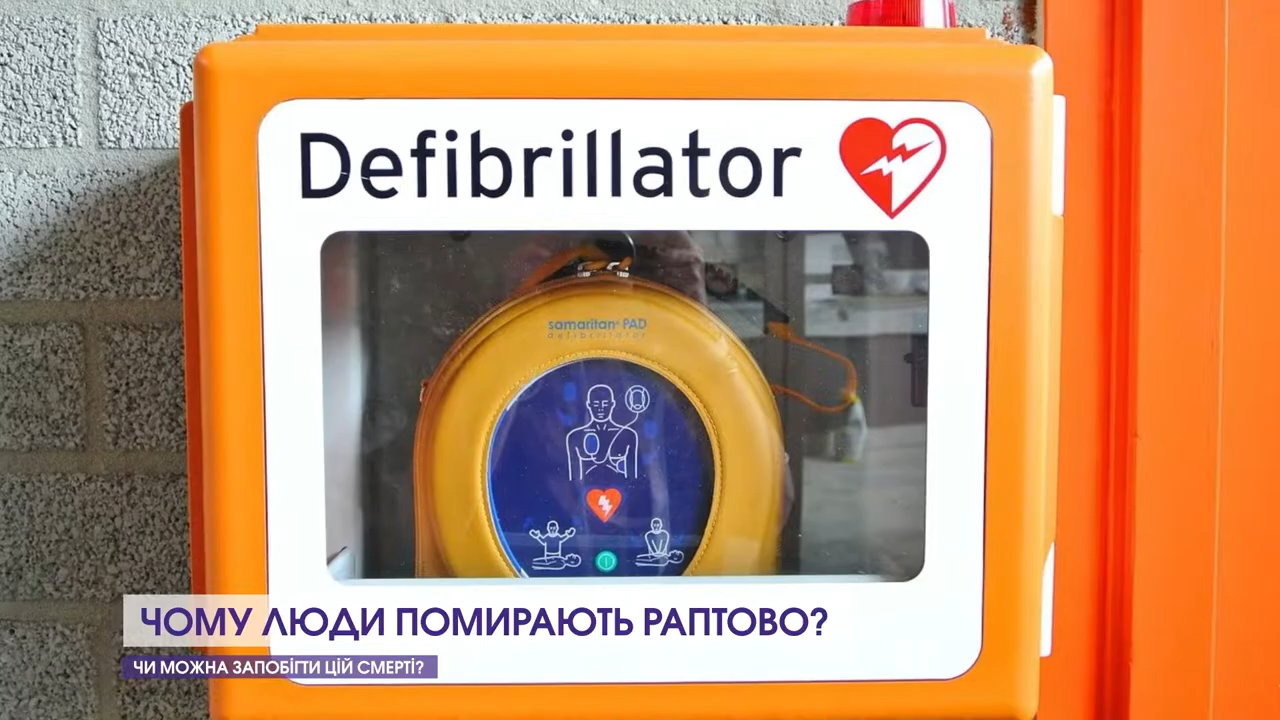 Defibrillator
samaritan® PAD
defibrillator
ЧОМУ ЛЮДИ ПОМИРАЮТЬ РАПТОВО?
ЧИ МОЖНА ЗАПОБІГТИ ЦІЙ СМЕРТІ?